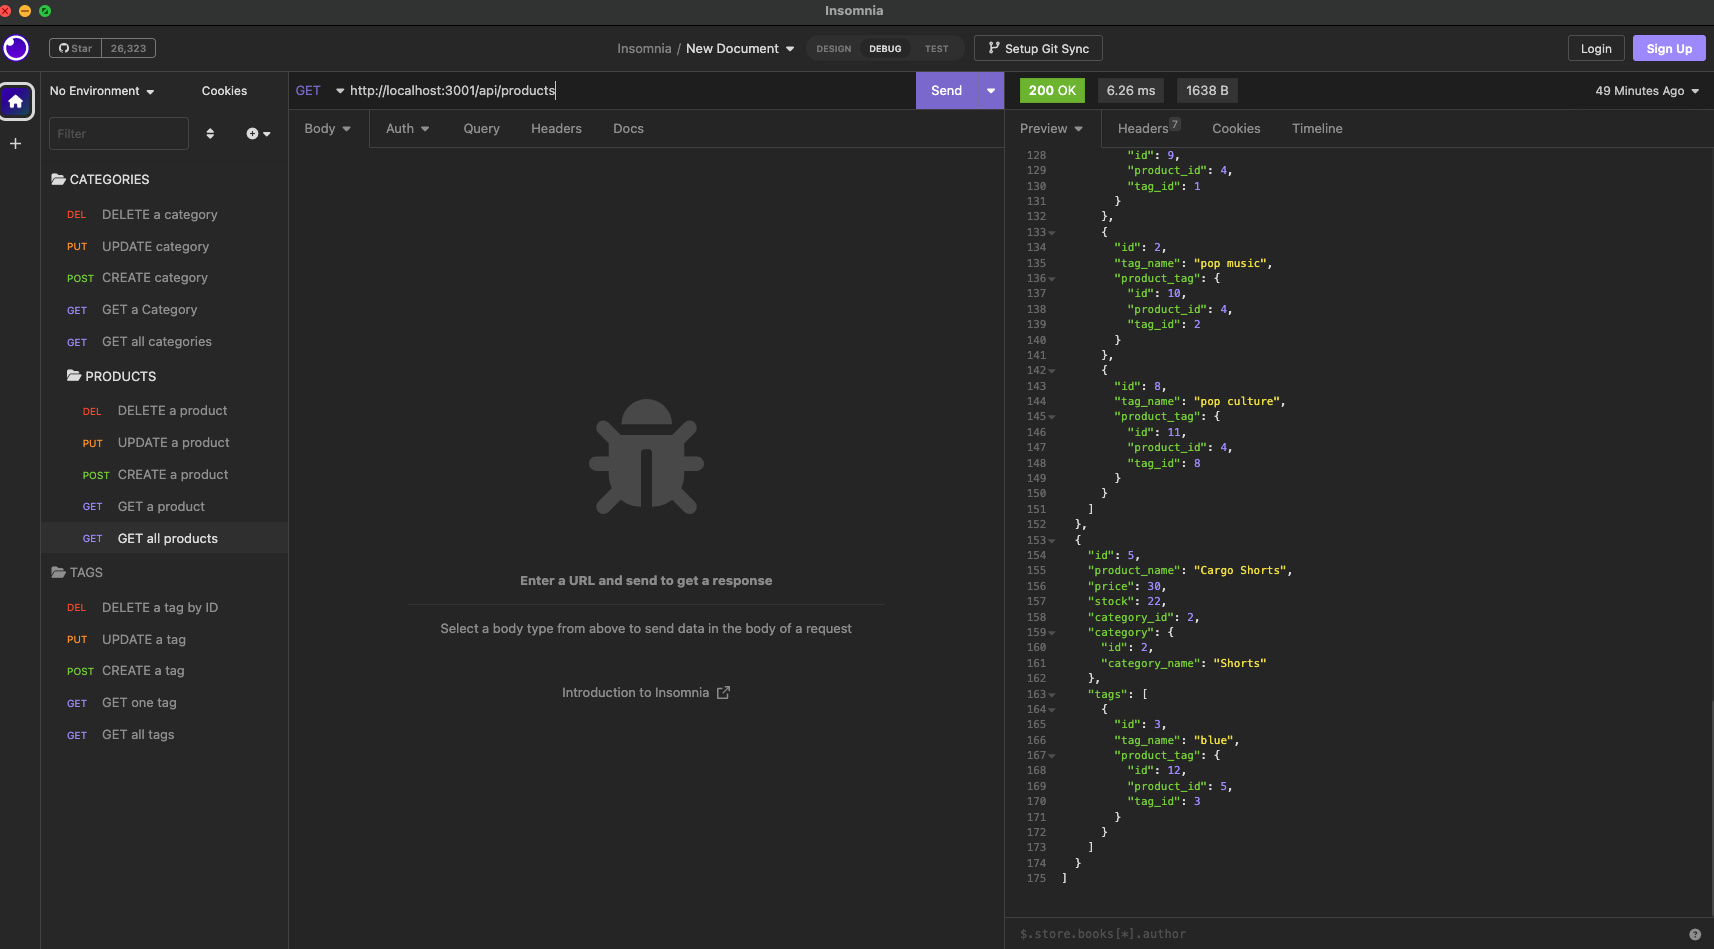 Insomnia
Star 26,323
Insomnia / New Document
DESIGN DEBUG TEST
Setup Git Sync
Login
Sign Up
No Environment
Cookies
Filter
CATEGORIES
DEL DELETE a category
PUT UPDATE category
POST CREATE category
GET GET a Category
GET GET all categories
PRODUCTS
DEL DELETE a product
PUT UPDATE a product
POST CREATE a product
GET GET a product
GET GET all products
TAGS
DEL DELETE a tag by ID
PUT UPDATE a tag
POST CREATE a tag
GET GET one tag
GET GET all tags
GET http://localhost:3001/api/products
Send
Body Auth Query Headers Docs
Enter a URL and send to get a response
Select a body type from above to send data in the body of a request
Introduction to Insomnia
200 OK 6.26 ms 1638 B
49 Minutes Ago
Preview Headers 7 Cookies Timeline
128 "id": 9,
129 "product_id": 4,
130 "tag_id": 1
131 }
132 },
133 {
134 "id": 2,
135 "tag_name": "pop music",
136 "product_tag": {
137 "id": 10,
138 "product_id": 4,
139 "tag_id": 2
140 }
141 },
142 {
143 "id": 8,
144 "tag_name": "pop culture",
145 "product_tag": {
146 "id": 11,
147 "product_id": 4,
148 "tag_id": 8
149 }
150 }
151 ]
152 },
153 {
154 "id": 5,
155 "product_name": "Cargo Shorts",
156 "price": 30,
157 "stock": 22,
158 "category_id": 2,
159 "category": {
160 "id": 2,
161 "category_name": "Shorts"
162 },
163 "tags": [
164 {
165 "id": 3,
166 "tag_name": "blue",
167 "product_tag": {
168 "id": 12,
169 "product_id": 5,
170 "tag_id": 3
171 }
172 }
173 ]
174 }
175 ]
$.store.books[*].author